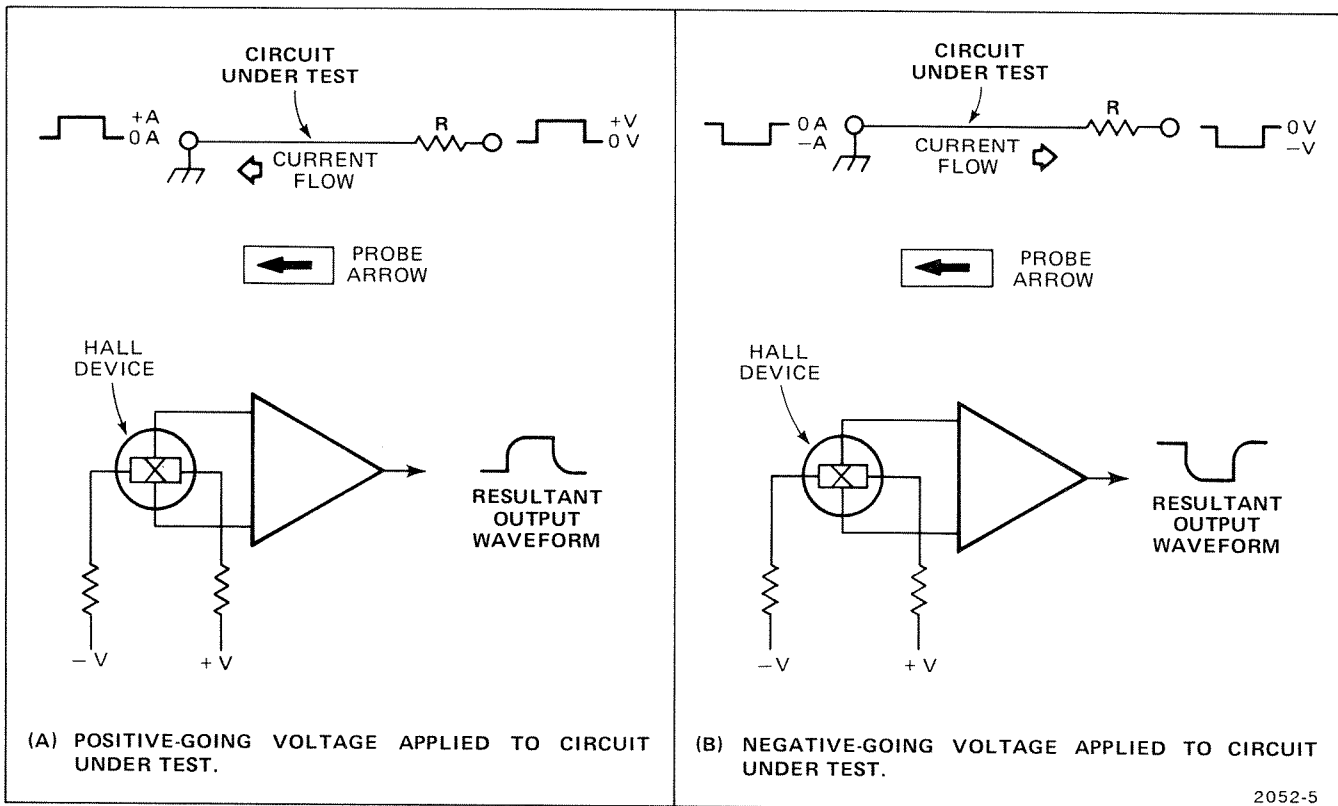 CIRCUIT
UNDER TEST
+A
0 A
R
+V
0 V
CURRENT
FLOW
PROBE
ARROW
HALL
DEVICE
RESULTANT
OUTPUT
WAVEFORM
– V
+ V
(A) POSITIVE-GOING VOLTAGE APPLIED TO CIRCUIT
UNDER TEST.
CIRCUIT
UNDER TEST
0 A
–A
R
0 V
–V
CURRENT
FLOW
PROBE
ARROW
HALL
DEVICE
RESULTANT
OUTPUT
WAVEFORM
–V
+ V
(B) NEGATIVE-GOING VOLTAGE APPLIED TO CIRCUIT
UNDER TEST.
2052-5